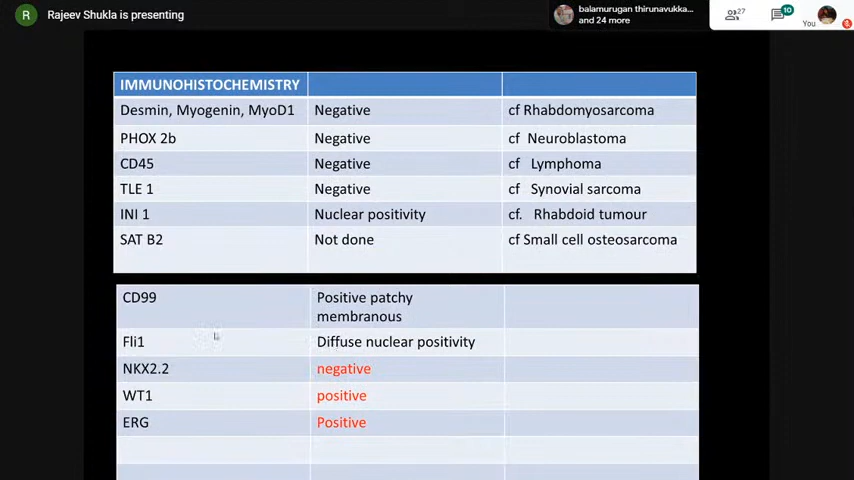 R Rajeev Shukla is presenting
balamurugan thirunavukka...
and 24 more
27
10
You
IMMUNOHISTOCHEMISTRY
Desmin, Myogenin, MyoD1 Negative cf Rhabdomyosarcoma
PHOX 2b Negative cf Neuroblastoma
CD45 Negative cf Lymphoma
TLE 1 Negative cf Synovial sarcoma
INI 1 Nuclear positivity cf. Rhabdoid tumour
SAT B2 Not done cf Small cell osteosarcoma
CD99 Positive patchy
membranous
Fli1 Diffuse nuclear positivity
NKX2.2 negative
WT1 positive
ERG Positive